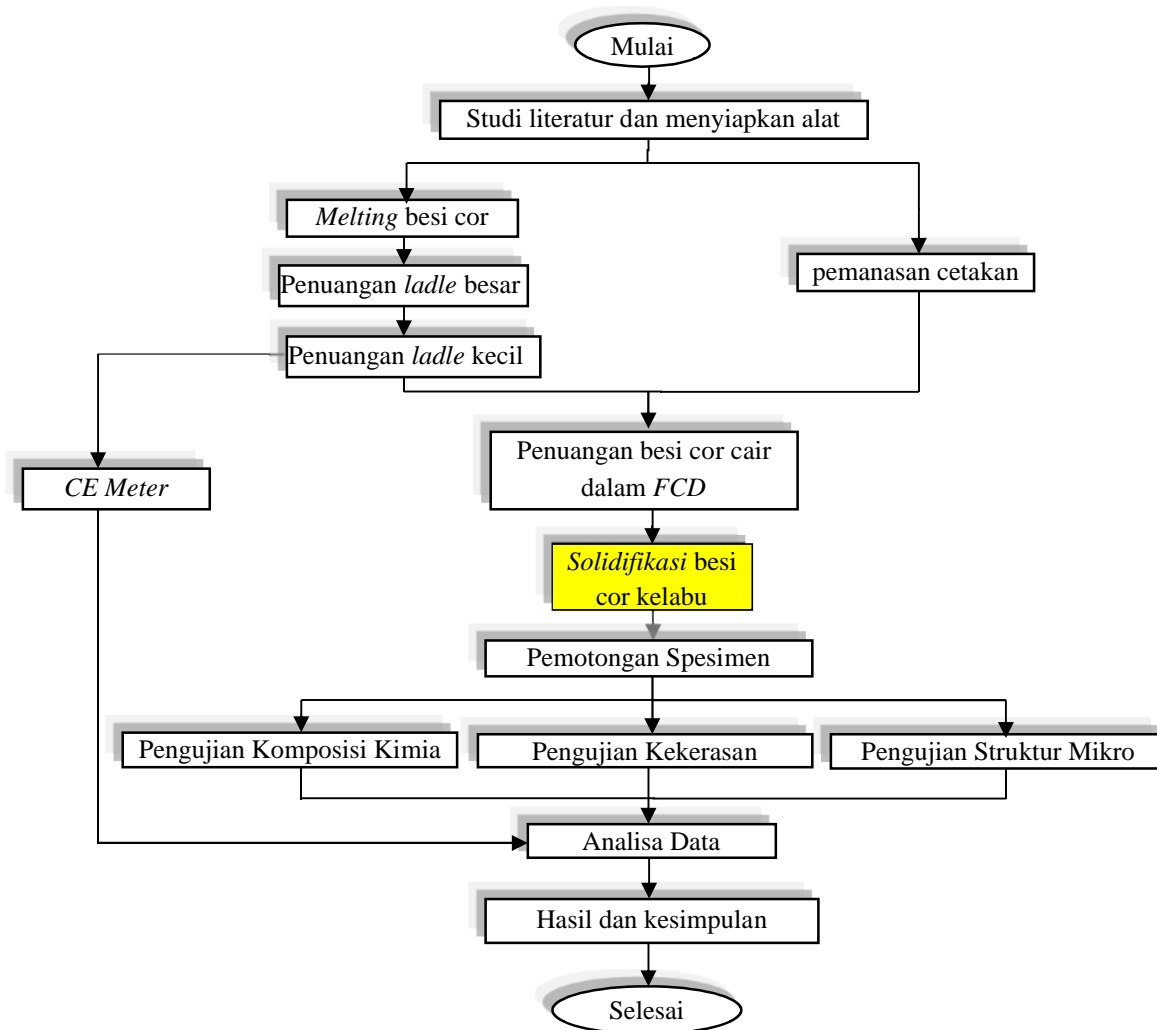 Mulai
Studi literatur dan menyiapkan alat
Melting besi cor
pemanasan cetakan
Penuangan ladle besar
Penuangan ladle kecil
Penuangan besi cor cair
dalam FCD
CE Meter
Solidifikasi besi
cor kelabu
Pemotongan Spesimen
Pengujian Komposisi Kimia
Pengujian Kekerasan
Pengujian Struktur Mikro
Analisa Data
Hasil dan kesimpulan
Selesai